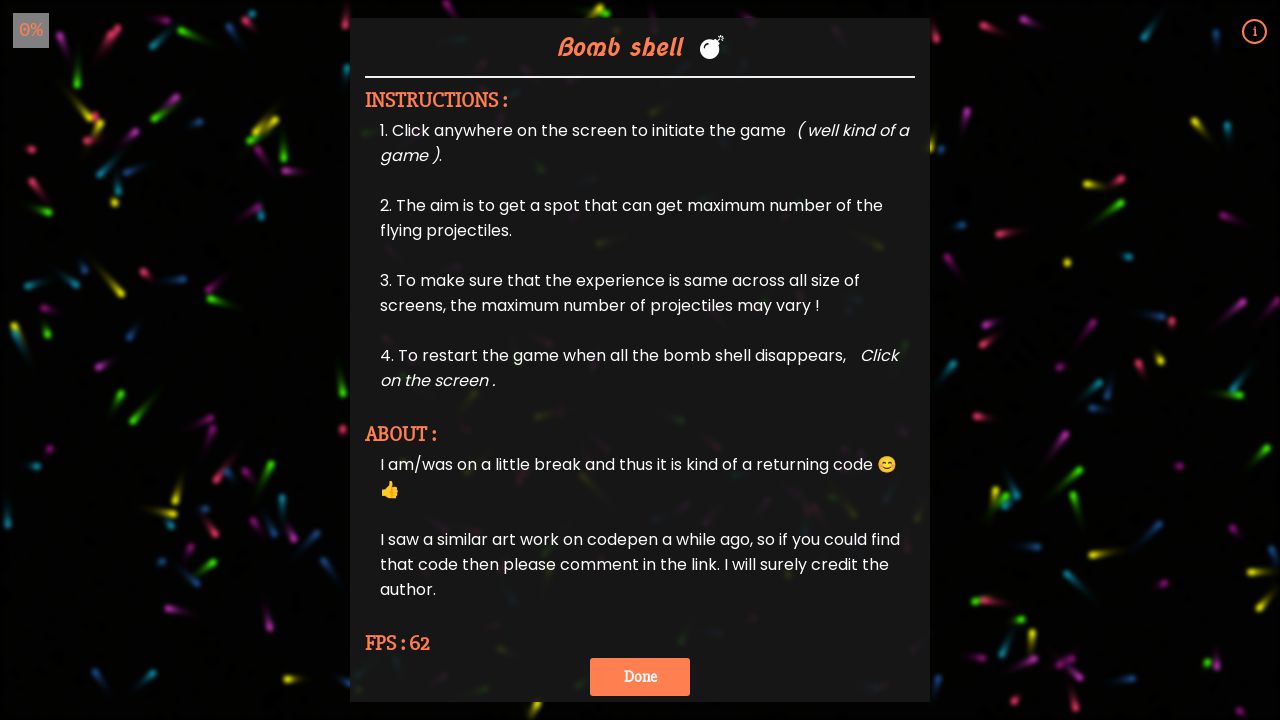 0%
i
Bomb shell 💣
INSTRUCTIONS :
1. Click anywhere on the screen to initiate the game ( well kind of a
game ).
2. The aim is to get a spot that can get maximum number of the
flying projectiles.
3. To make sure that the experience is same across all size of
screens, the maximum number of projectiles may vary !
4. To restart the game when all the bomb shell disappears, Click
on the screen .
ABOUT :
I am/was on a little break and thus it is kind of a returning code 😊
👍
I saw a similar art work on codepen a while ago, so if you could find
that code then please comment in the link. I will surely credit the
author.
FPS : 62
Done